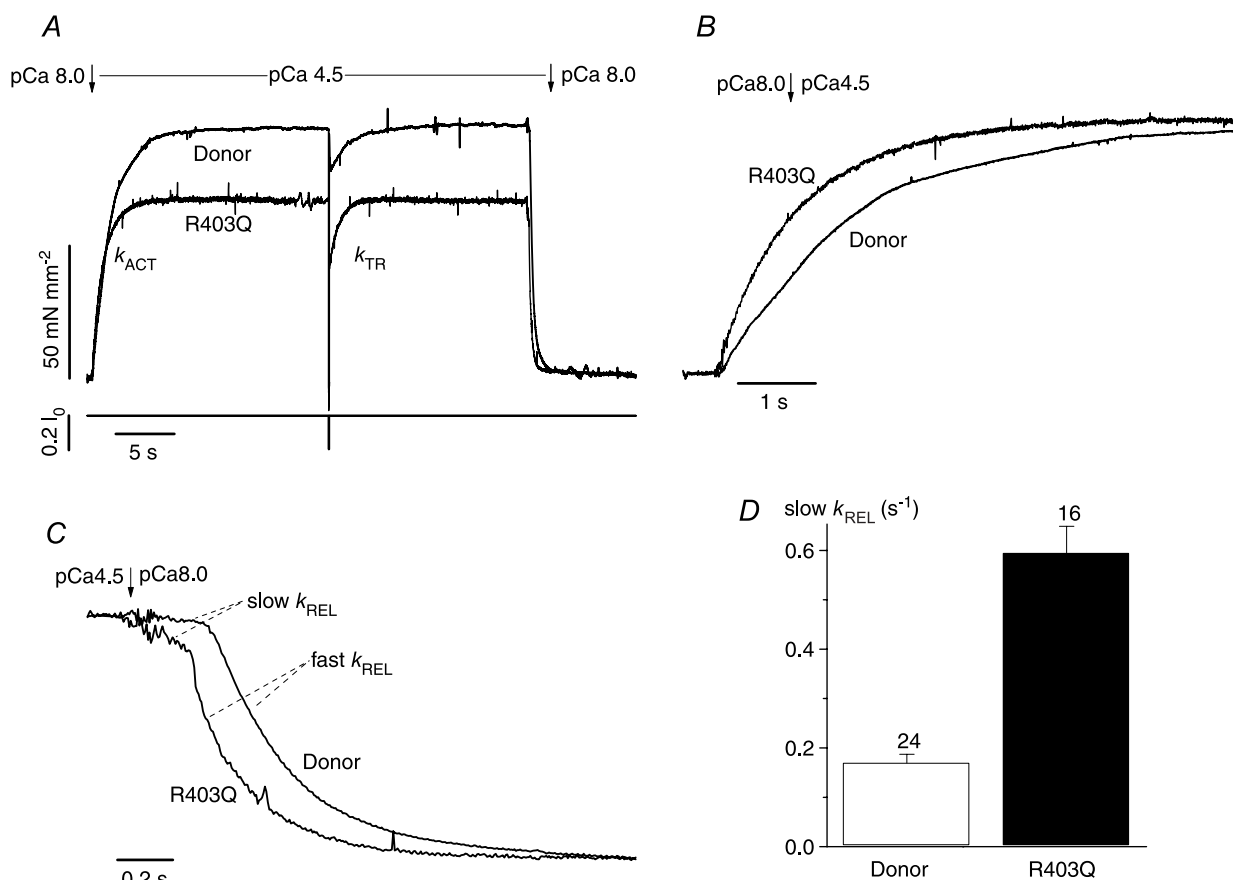 A
pCa 8.0 pCa 4.5 pCa 8.0
Donor
R403Q
kACT
kTR
50 mN mm-2
0.2 l0
5 s
B
pCa8.0 pCa4.5
R403Q
Donor
1 s
C
pCa4.5 pCa8.0
slow kREL
fast kREL
Donor
R403Q
0.2 s
D
slow kREL (s-1)
16
24
0.6
0.4
0.2
0.0
Donor R403Q